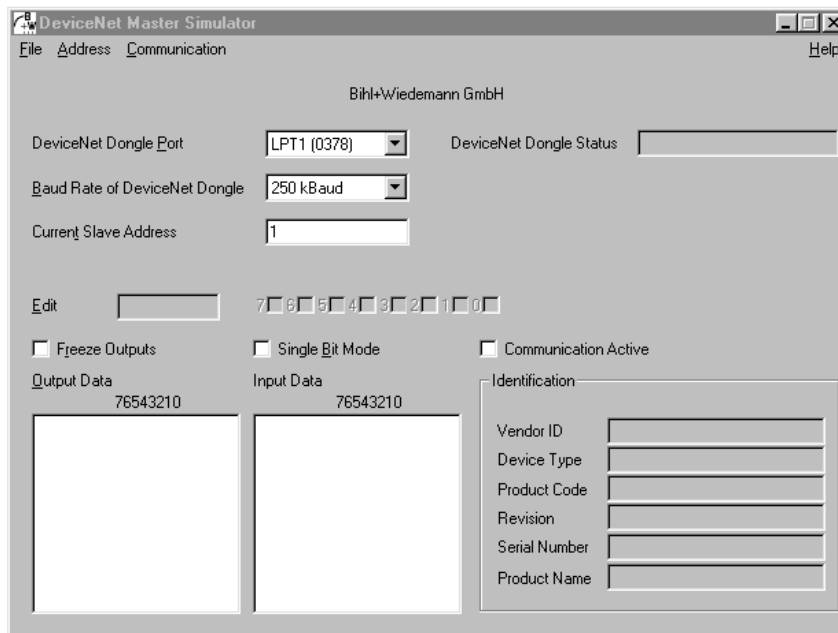 DeviceNet Master Simulator
File Address Communication Help
Bihl+Wiedemann GmbH
DeviceNet Dongle Port LPT1 (0378) DeviceNet Dongle Status
Baud Rate of DeviceNet Dongle 250 kBaud
Current Slave Address 1
Edit 7 6 5 4 3 2 1 0
Freeze Outputs Single Bit Mode Communication Active
Output Data Input Data Identification
76543210 76543210
Vendor ID
Device Type
Product Code
Revision
Serial Number
Product Name